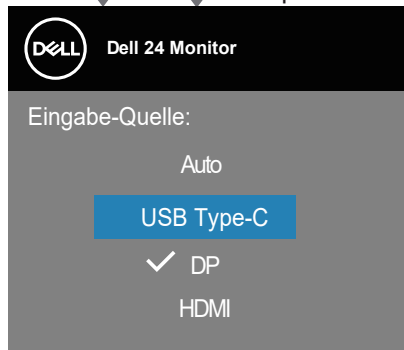 DELL Dell 24 Monitor
Eingabe-Quelle:
Auto
USB Type-C
DP
HDMI